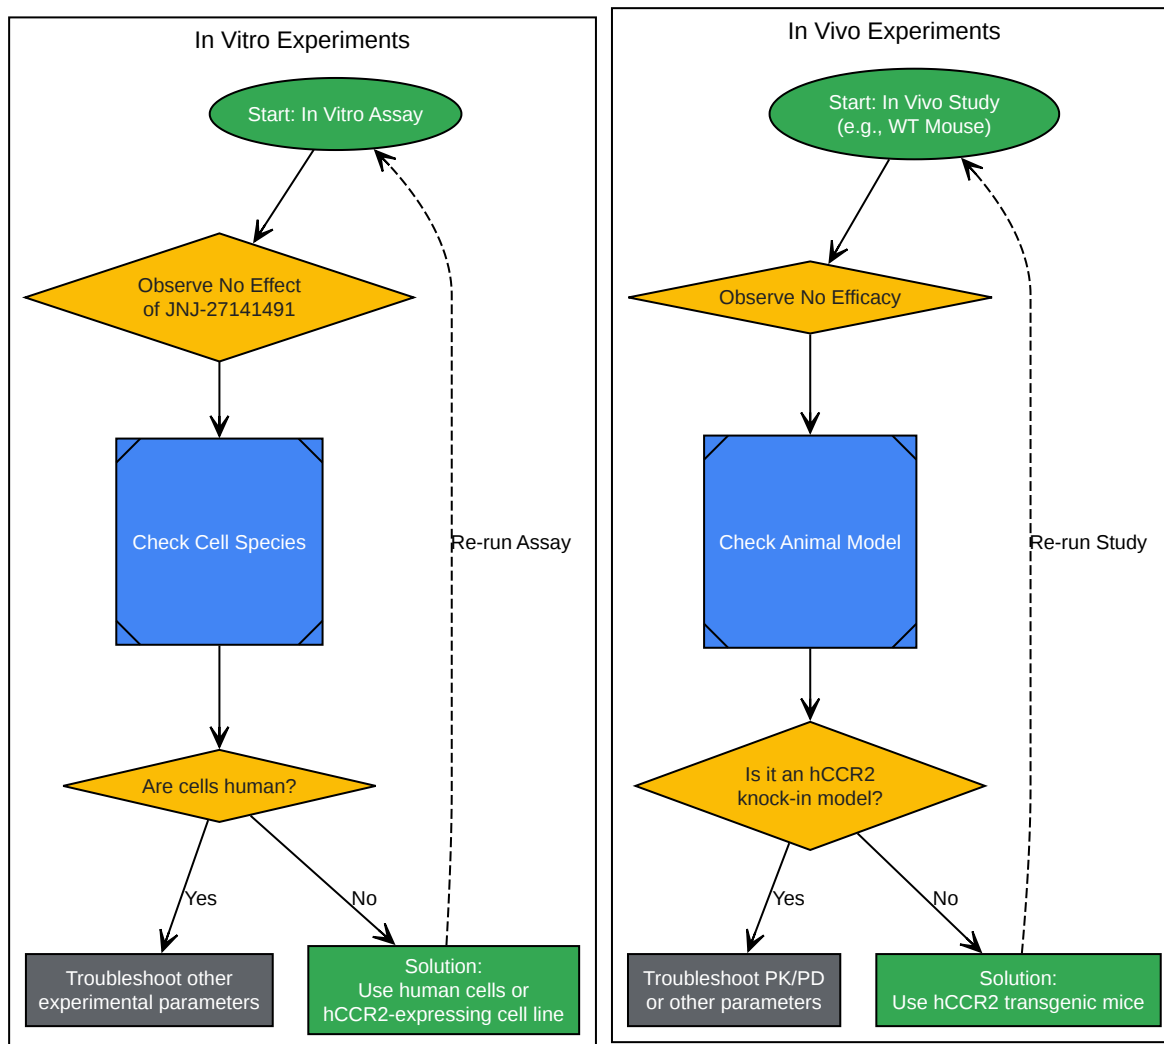 In Vitro Experiments
Start: In Vitro Assay
Observe No Effect
of JNJ-27141491
Check Cell Species
Re-run Assay
Are cells human?
Yes
No
Troubleshoot other
experimental parameters
Solution:
Use human cells or
hCCR2-expressing cell line
In Vivo Experiments
Start: In Vivo Study
(e.g., WT Mouse)
Observe No Efficacy
Check Animal Model
Re-run Study
Is it an hCCR2
knock-in model?
Yes
No
Troubleshoot PK/PD
or other parameters
Solution:
Use hCCR2 transgenic mice